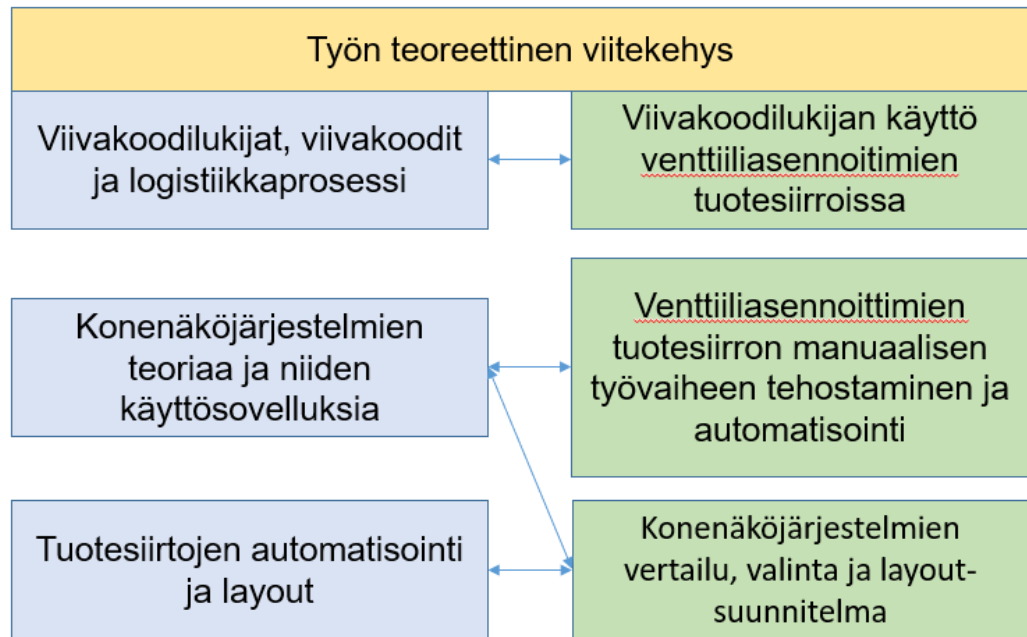 Työn teoreettinen viitekehys
Viivakoodilukijat, viivakoodit
ja logistiikkaprosessi
Viivakoodilukijan käyttö
venttiiliasennoitimien
tuotesiirroissa
Konenäköjärjestelmien
teoriaa ja niiden
käyttösovelluksia
Venttiiliasennoittimien
tuotesiirron manuaalisen
työvaiheen tehostaminen ja
automatisointi
Tuotesiirtojen automatisointi
ja layout
Konenäköjärjestelmien
vertailu, valinta ja layout-
suunnitelma